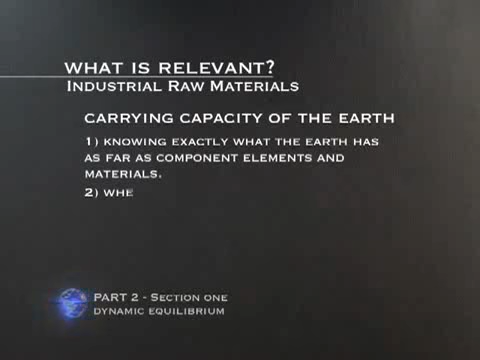 WHAT IS RELEVANT?
INDUSTRIAL RAW MATERIALS
CARRYING CAPACITY OF THE EARTH
1) KNOWING EXACTLY WHAT THE EARTH HAS
AS FAR AS COMPONENT ELEMENTS AND
MATERIALS.
2) WHE
PART 2 - SECTION ONE
DYNAMIC EQUILIBRIUM